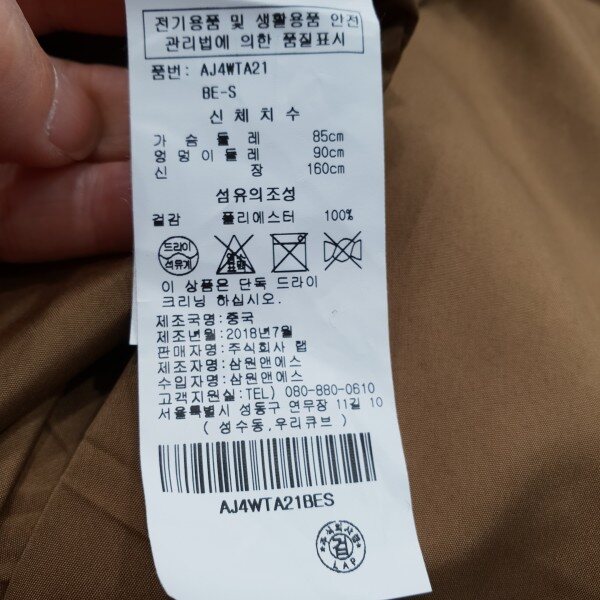 전기용품 및 생활용품 안전
관리법에 의한 품질표시
품번: AJ4WTA21
BE-S
신체치수
가슴둘레 85cm
엉덩이둘레 90cm
신장 160cm
섬유의조성
겉감 폴리에스터 100%
드라이
석유계
염소
표백
이 상품은 단독 드라이
크리닝 하십시오.
제조국명:중국
제조년월:2018년7월
판매자명:주식회사 랩
제조자명:삼원앤에스
수입자명:삼원앤에스
고객지원실:TEL) 080-880-0610
서울특별시 성동구 연무장 11길 10
(성수동,우리큐브)
AJ4WTA21BES
LAP